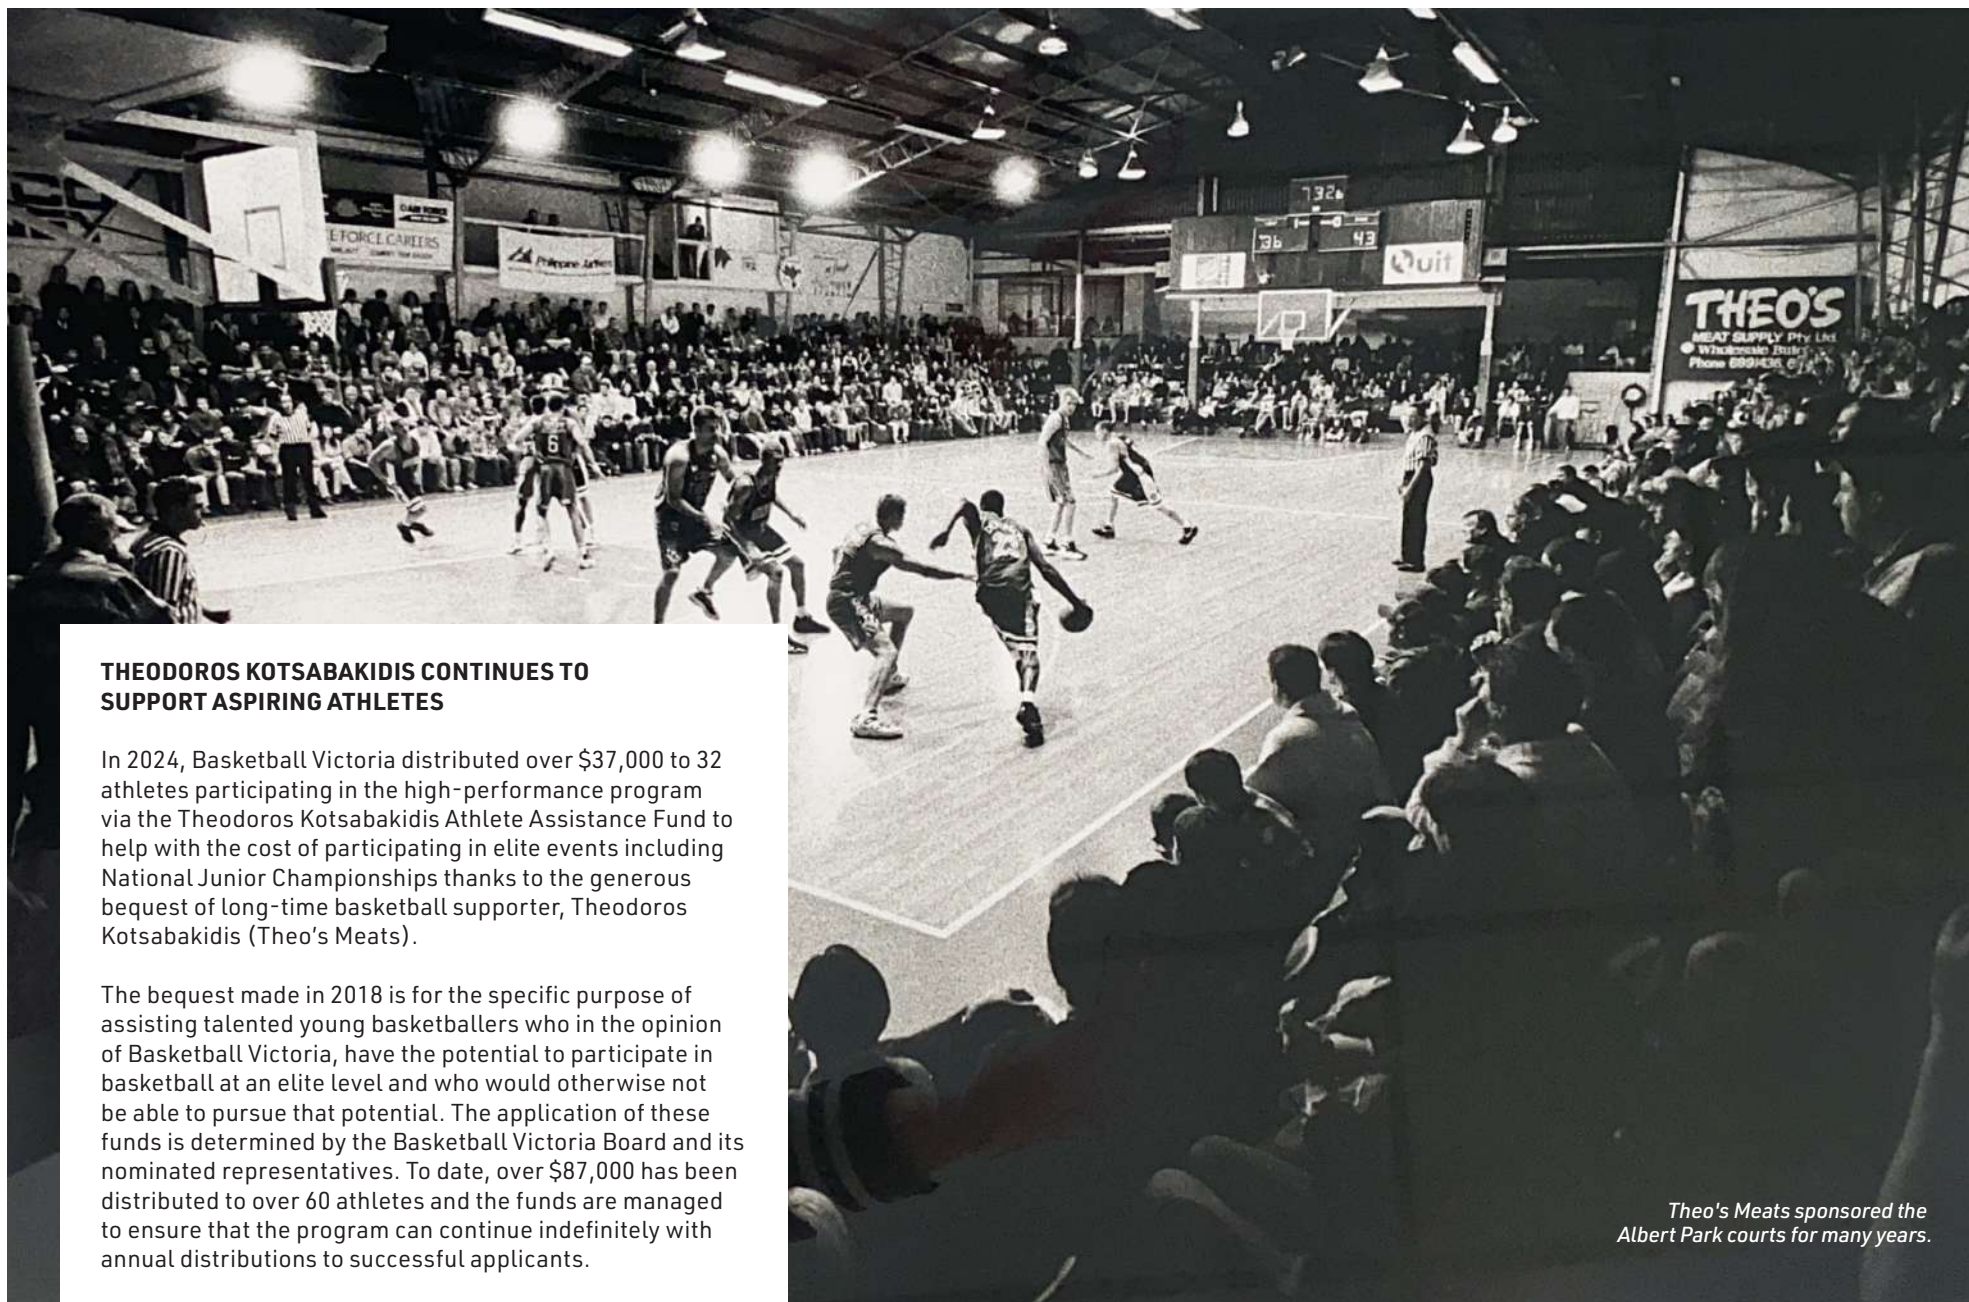 AIR FORCE
CAREERS
Philippine Airlines
36
43
Quit
THEO'S
MEAT SUPPLY Pty Ltd
Wholesale
Phone
6
THEODOROS KOTSABAKIDIS CONTINUES TO
SUPPORT ASPIRING ATHLETES
In 2024, Basketball Victoria distributed over $37,000 to 32
athletes participating in the high-performance program
via the Theodoros Kotsabakidis Athlete Assistance Fund to
help with the cost of participating in elite events including
National Junior Championships thanks to the generous
bequest of long-time basketball supporter, Theodoros
Kotsabakidis (Theo’s Meats).
The bequest made in 2018 is for the specific purpose of
assisting talented young basketballers who in the opinion
of Basketball Victoria, have the potential to participate in
basketball at an elite level and who would otherwise not
be able to pursue that potential. The application of these
funds is determined by the Basketball Victoria Board and its
nominated representatives. To date, over $87,000 has been
distributed to over 60 athletes and the funds are managed
to ensure that the program can continue indefinitely with
annual distributions to successful applicants.
Theo's Meats sponsored the
Albert Park courts for many years.